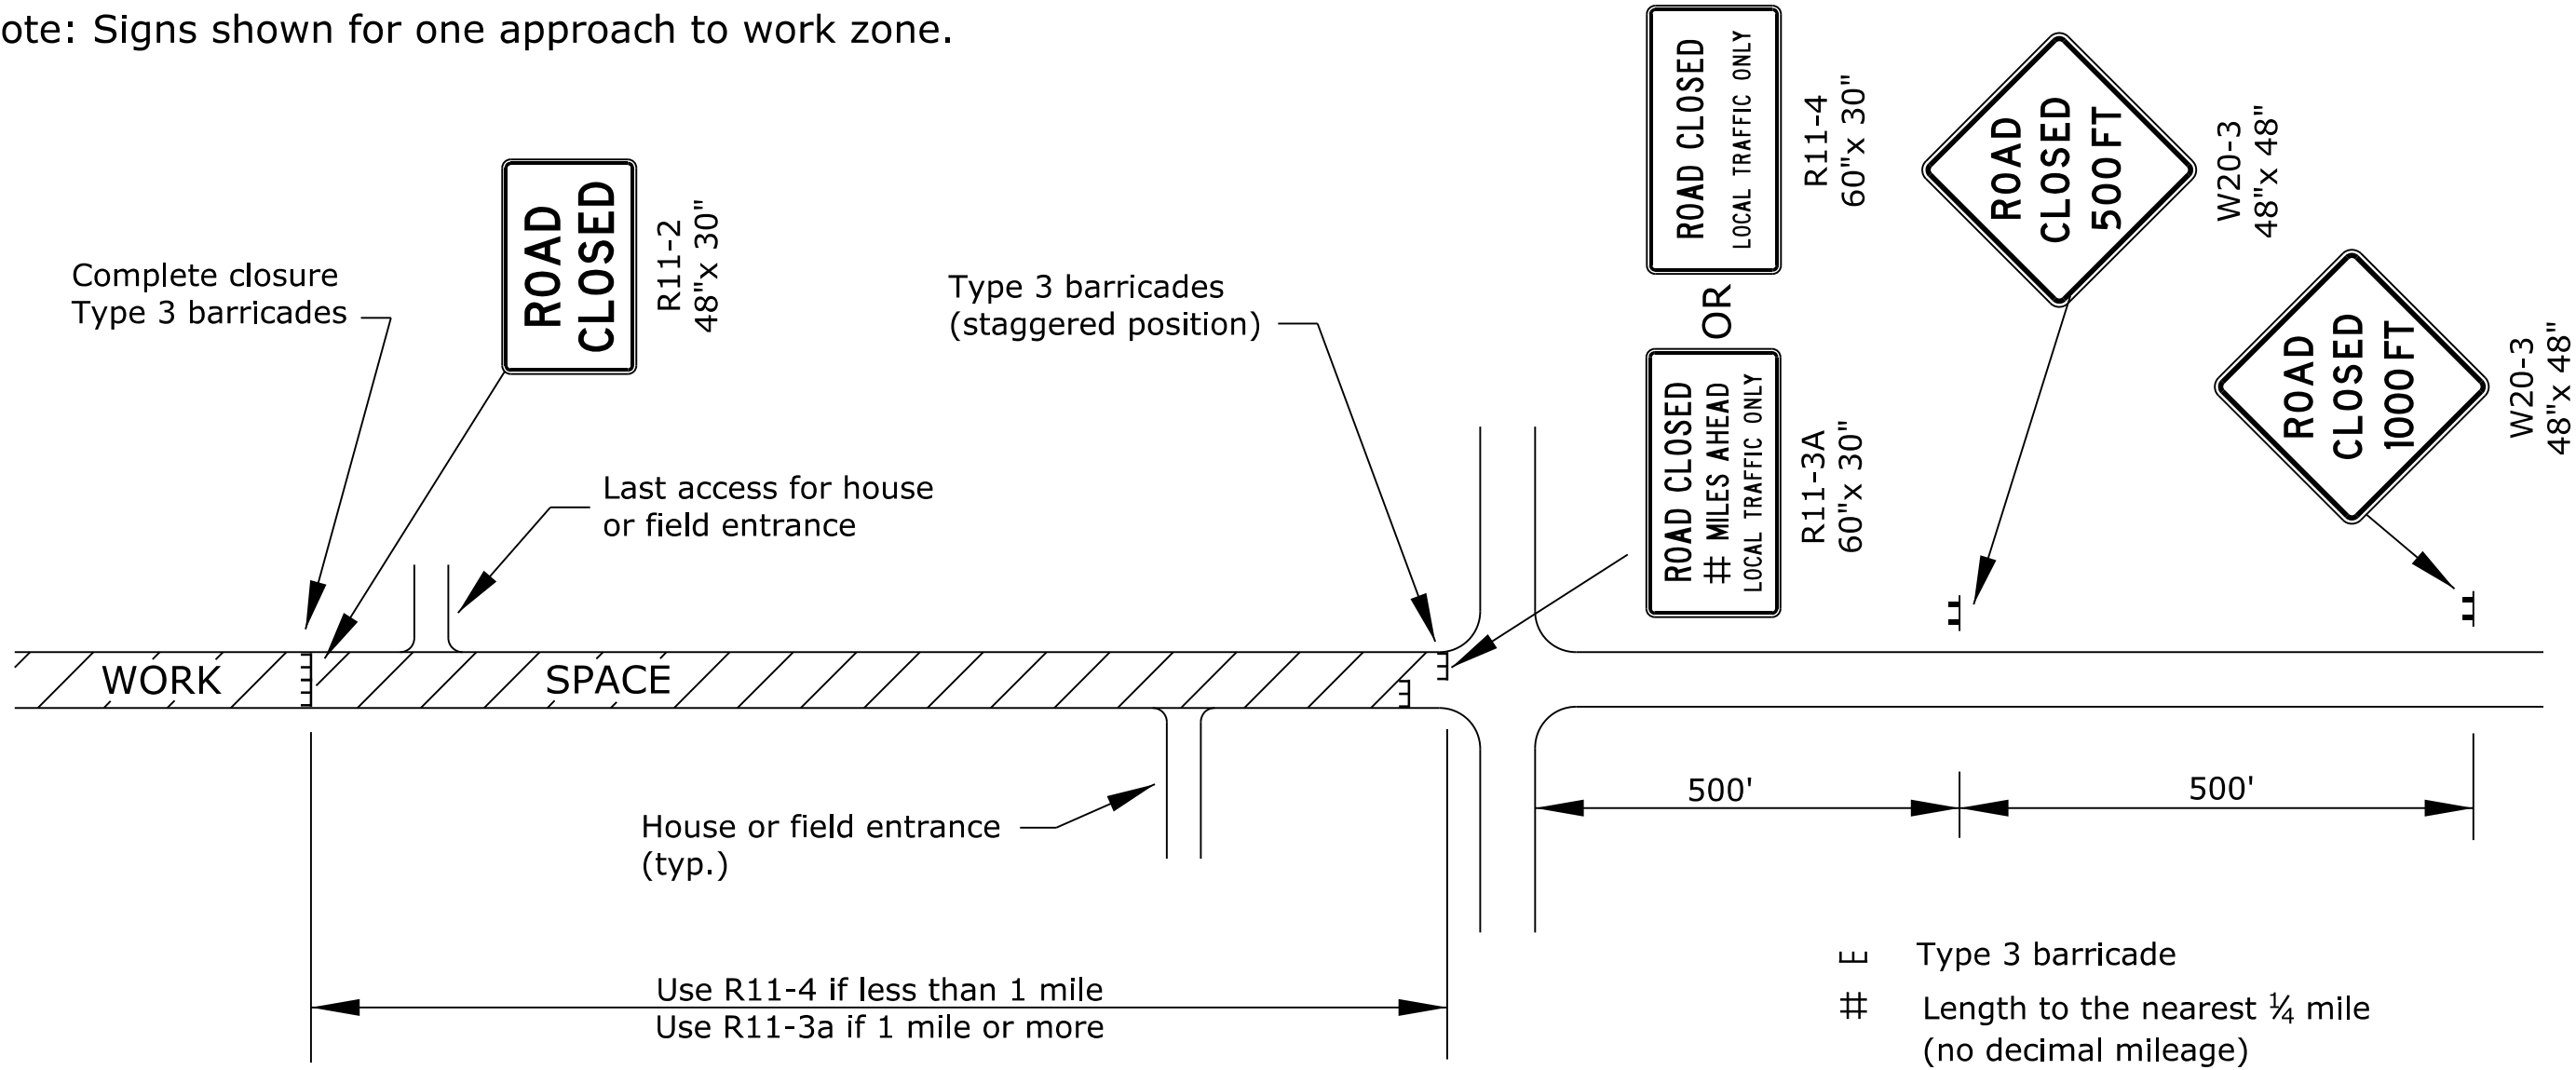 ote: Signs shown for one approach to work zone.
ROAD CLOSED
LOCAL TRAFFIC ONLY
R11-4
60"x 30"
OR
ROAD CLOSED
# MILES AHEAD
LOCAL TRAFFIC ONLY
R11-3A
60"x 30"
ROAD
CLOSED
500FT
W20-3
48"x 48"
ROAD
CLOSED
1000FT
W20-3
48"x 48"
ROAD
CLOSED
R11-2
48"x 30"
Complete closure
Type 3 barricades
Type 3 barricades
(staggered position)
Last access for house
or field entrance
WORK
SPACE
House or field entrance
(typ.)
500'
500'
Use R11-4 if less than 1 mile
Use R11-3a if 1 mile or more
Type 3 barricade
# Length to the nearest ¼ mile
(no decimal mileage)